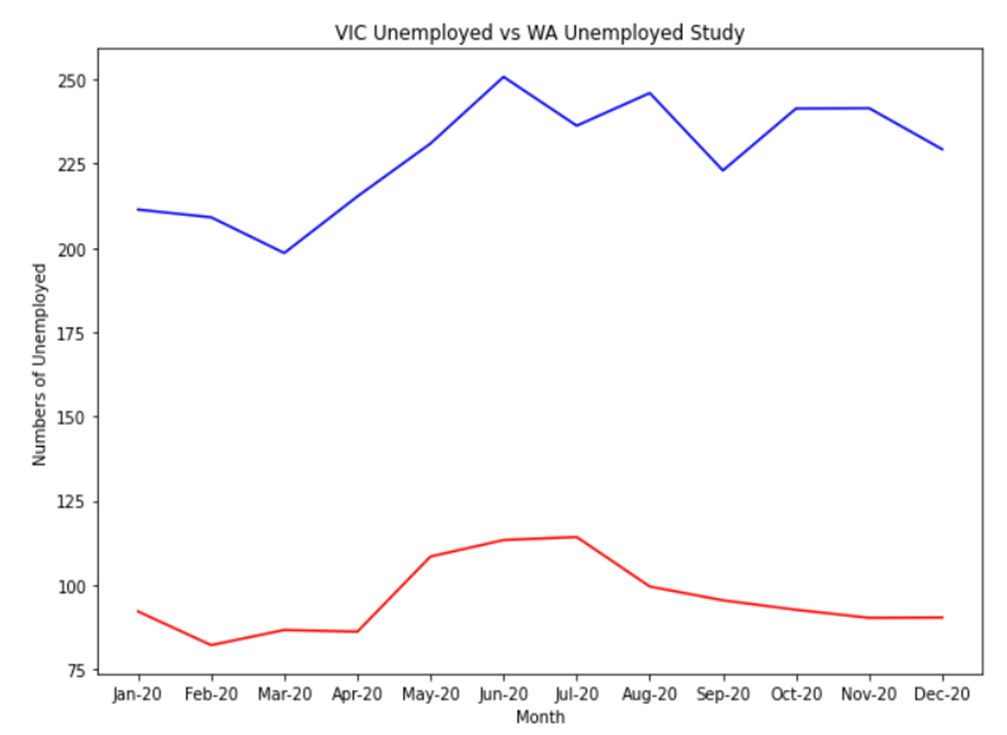 VIC Unemployed vs WA Unemployed Study
250
225
200
175
150
125
100
75
Numbers of Unemployed
Jan-20 Feb-20 Mar-20 Apr-20 May-20 Jun-20 Jul-20 Aug-20 Sep-20 Oct-20 Nov-20 Dec-20
Month